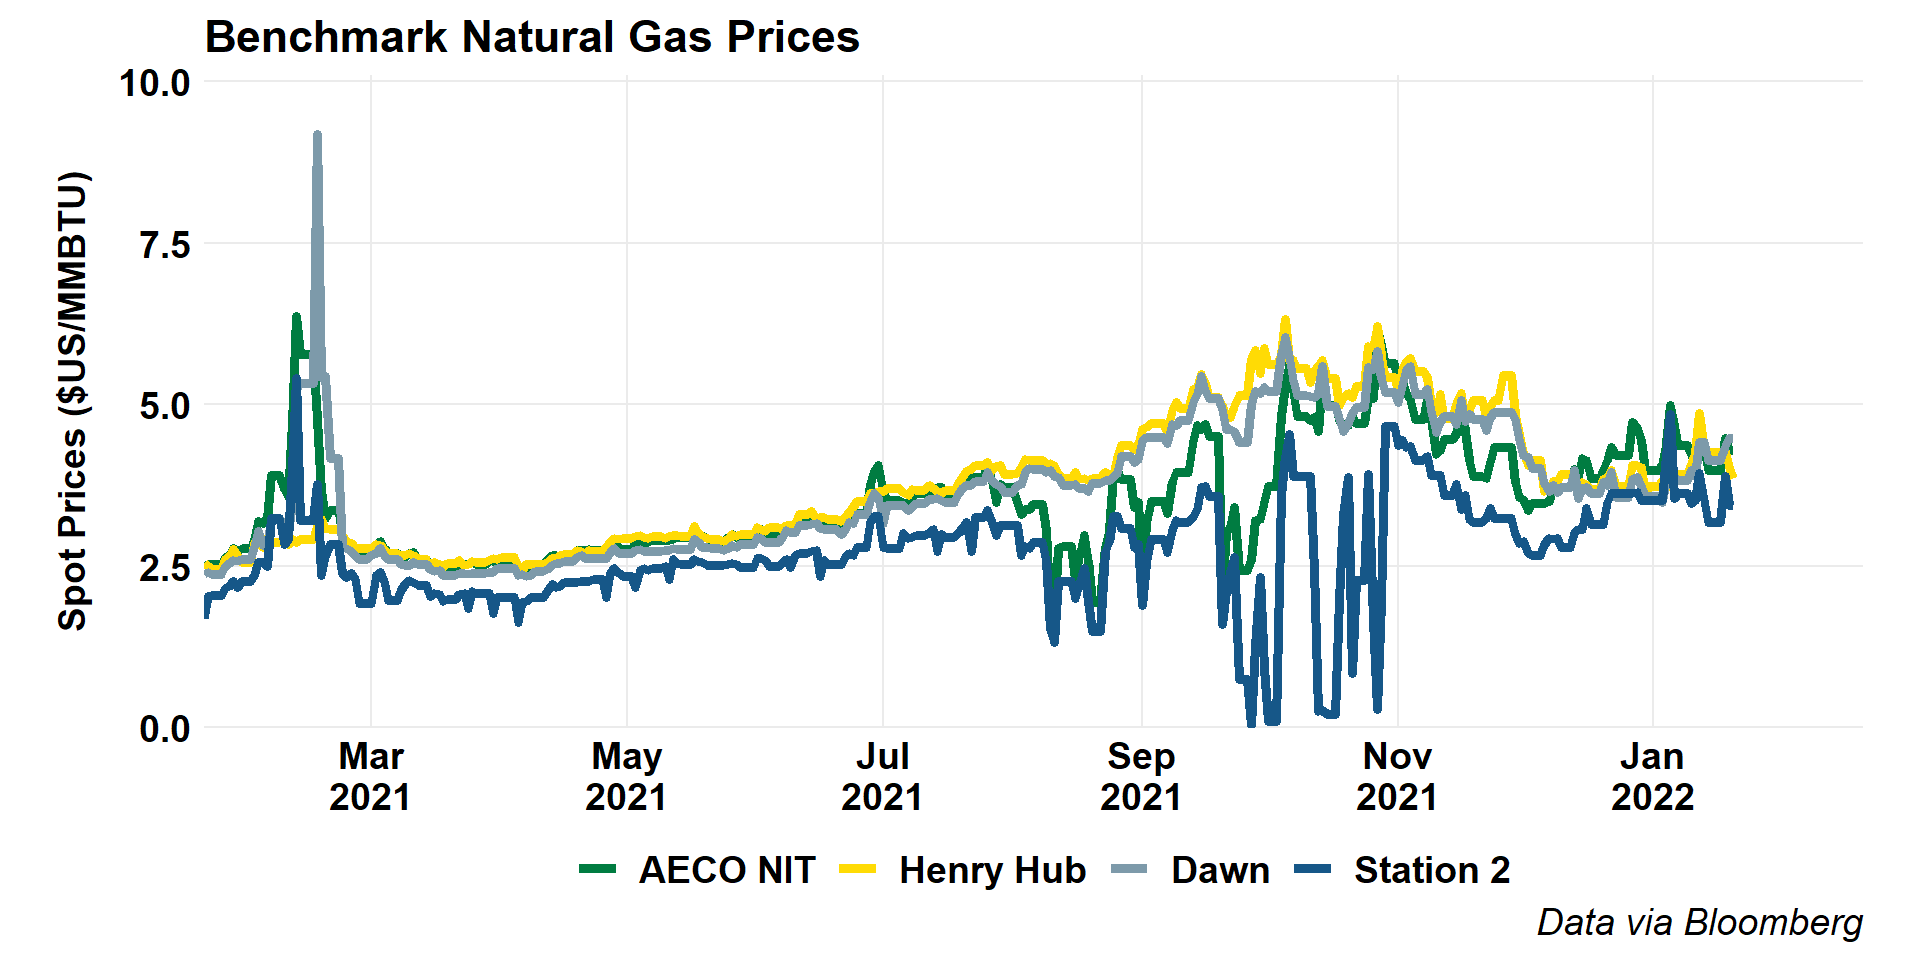 Benchmark Natural Gas Prices
Spot Prices ($US/MMBTU)
10.0
7.5
5.0
2.5
0.0
Mar May Jul Sep Nov Jan
2021 2021 2021 2021 2021 2022
AECO NIT Henry Hub Dawn Station 2
Data via Bloomberg